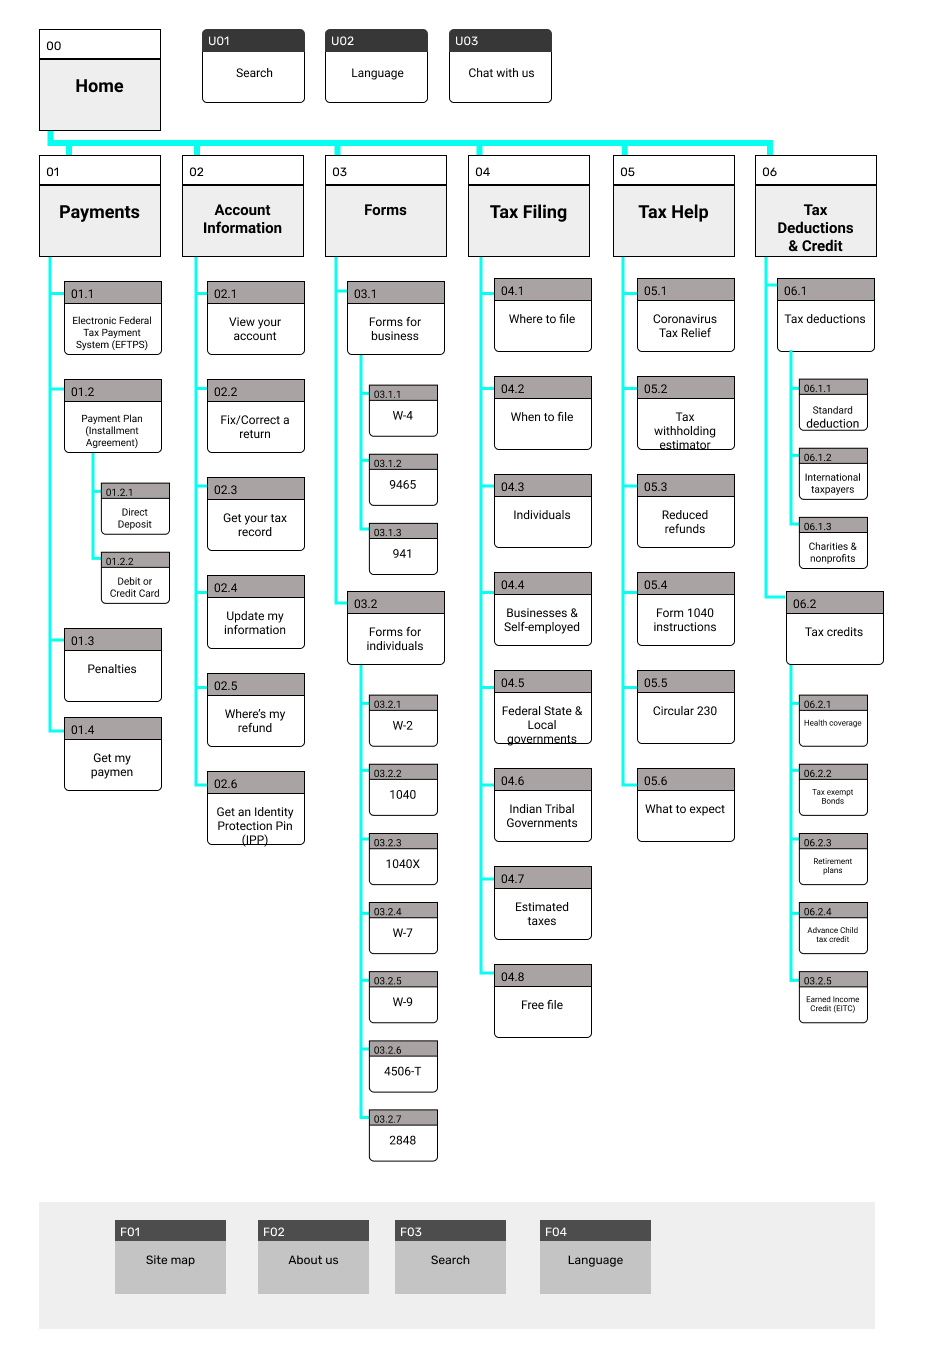 00
Home
U01
Search
U02
Language
U03
Chat with us
01
Payments
01.1
Electronic Federal
Tax Payment
System (EFTPS)
01.2
Payment Plan
(Installment
Agreement)
01.2.1
Direct
Deposit
01.2.2
Debit or
Credit Card
01.3
Penalties
01.4
Get my
paymen
02
Account
Information
02.1
View your
account
02.2
Fix/Correct a
return
02.3
Get your tax
record
02.4
Update my
information
02.5
Where's my
refund
02.6
Get an Identity
Protection Pin
(IPP)
03
Forms
03.1
Forms for
business
03.1.1
W-4
03.1.2
9465
03.1.3
941
03.2
Forms for
individuals
03.2.1
W-2
03.2.2
1040
03.2.3
1040X
03.2.4
W-7
03.2.5
W-9
03.2.6
4506-T
03.2.7
2848
04
Tax Filing
04.1
Where to file
04.2
When to file
04.3
Individuals
04.4
Businesses &
Self-employed
04.5
Federal State &
Local
governments
04.6
Indian Tribal
Governments
04.7
Estimated
taxes
04.8
Free file
05
Tax Help
05.1
Coronavirus
Tax Relief
05.2
Tax
withholding
estimator
05.3
Reduced
refunds
05.4
Form 1040
instructions
05.5
Circular 230
05.6
What to expect
06
Tax
Deductions
& Credit
06.1
Tax deductions
06.1.1
Standard
deduction
06.1.2
International
taxpayers
06.1.3
Charities &
nonprofits
06.2
Tax credits
06.2.1
Health coverage
06.2.2
Tax exempt
Bonds
06.2.3
Retirement
plans
06.2.4
Advance Child
tax credit
03.2.5
Earned Income
Credit (EITC)
F01
Site map
F02
About us
F03
Search
F04
Language